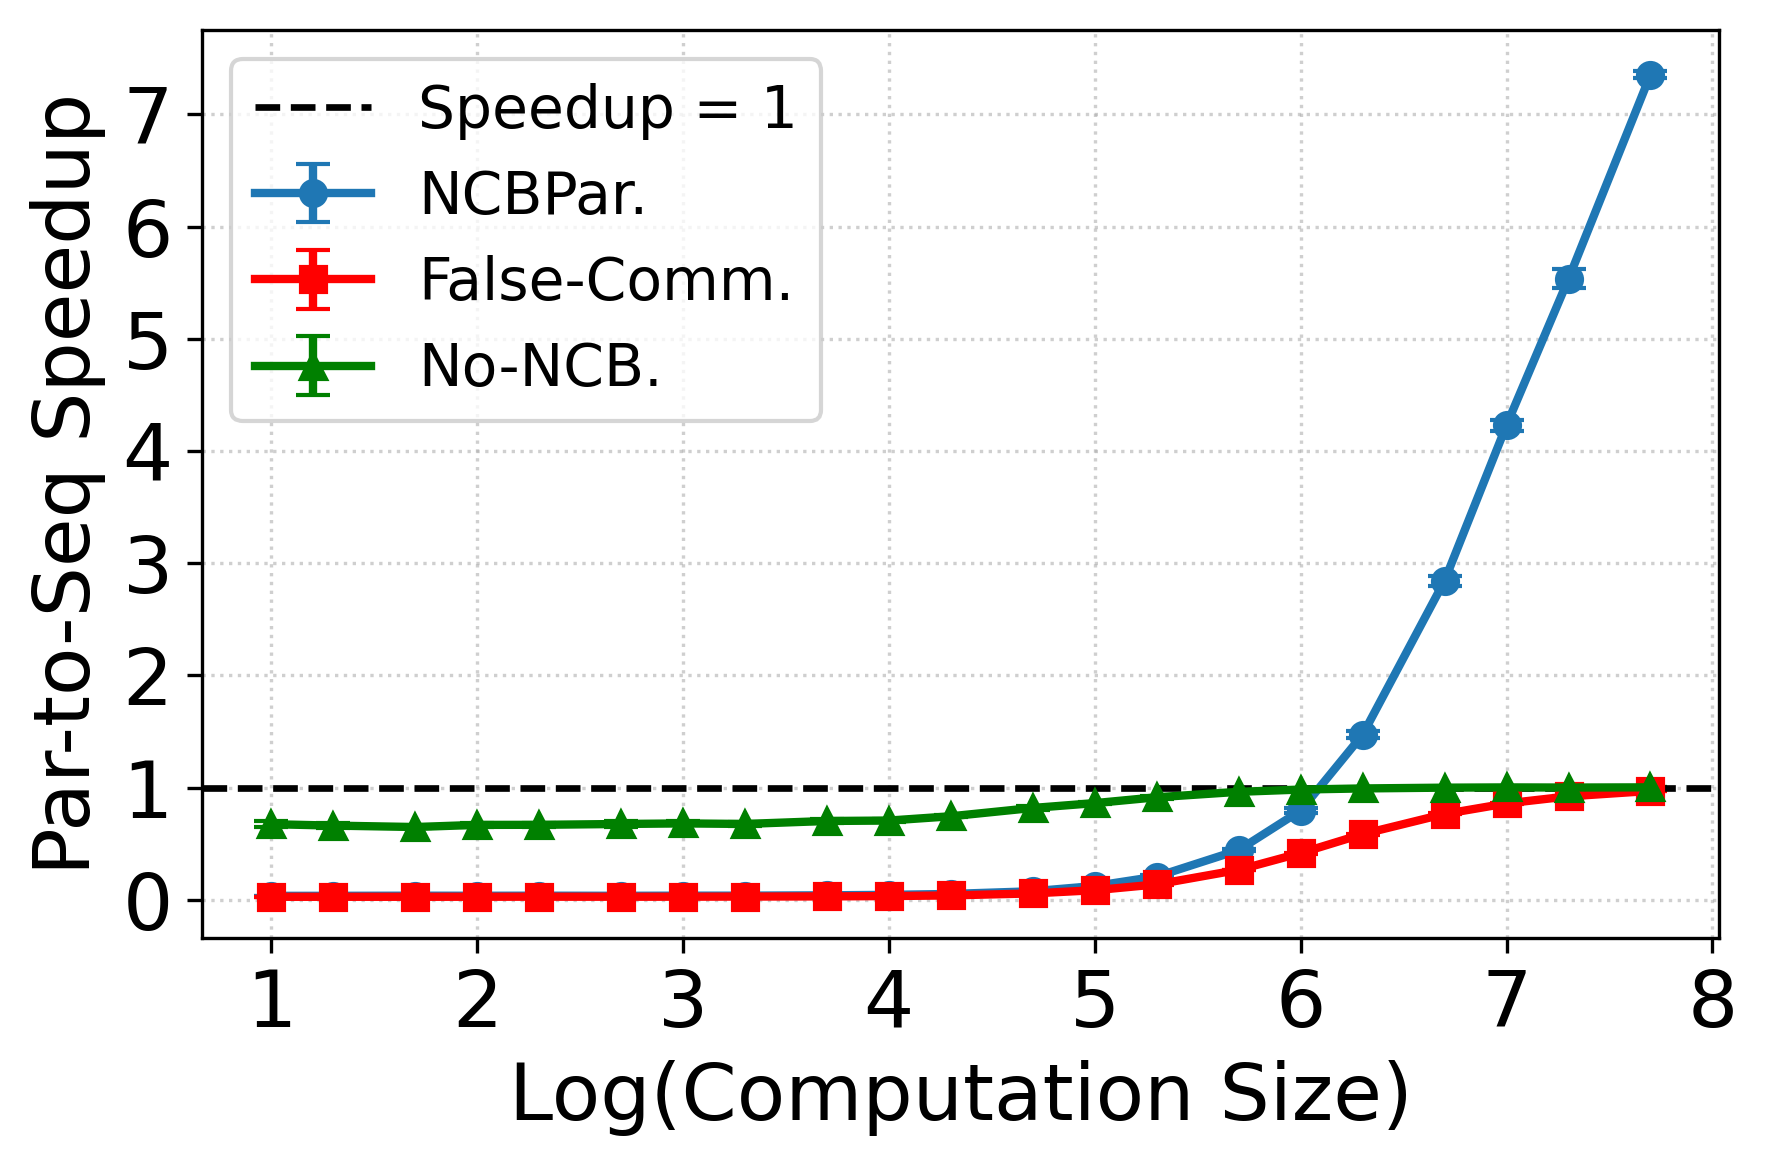 Speedup = 1
NCBPar.
False-Comm.
No-NCB.
Par-to-Seq Speedup
7
6
5
4
3
2
1
0
1 2 3 4 5 6 7 8
Log(Computation Size)